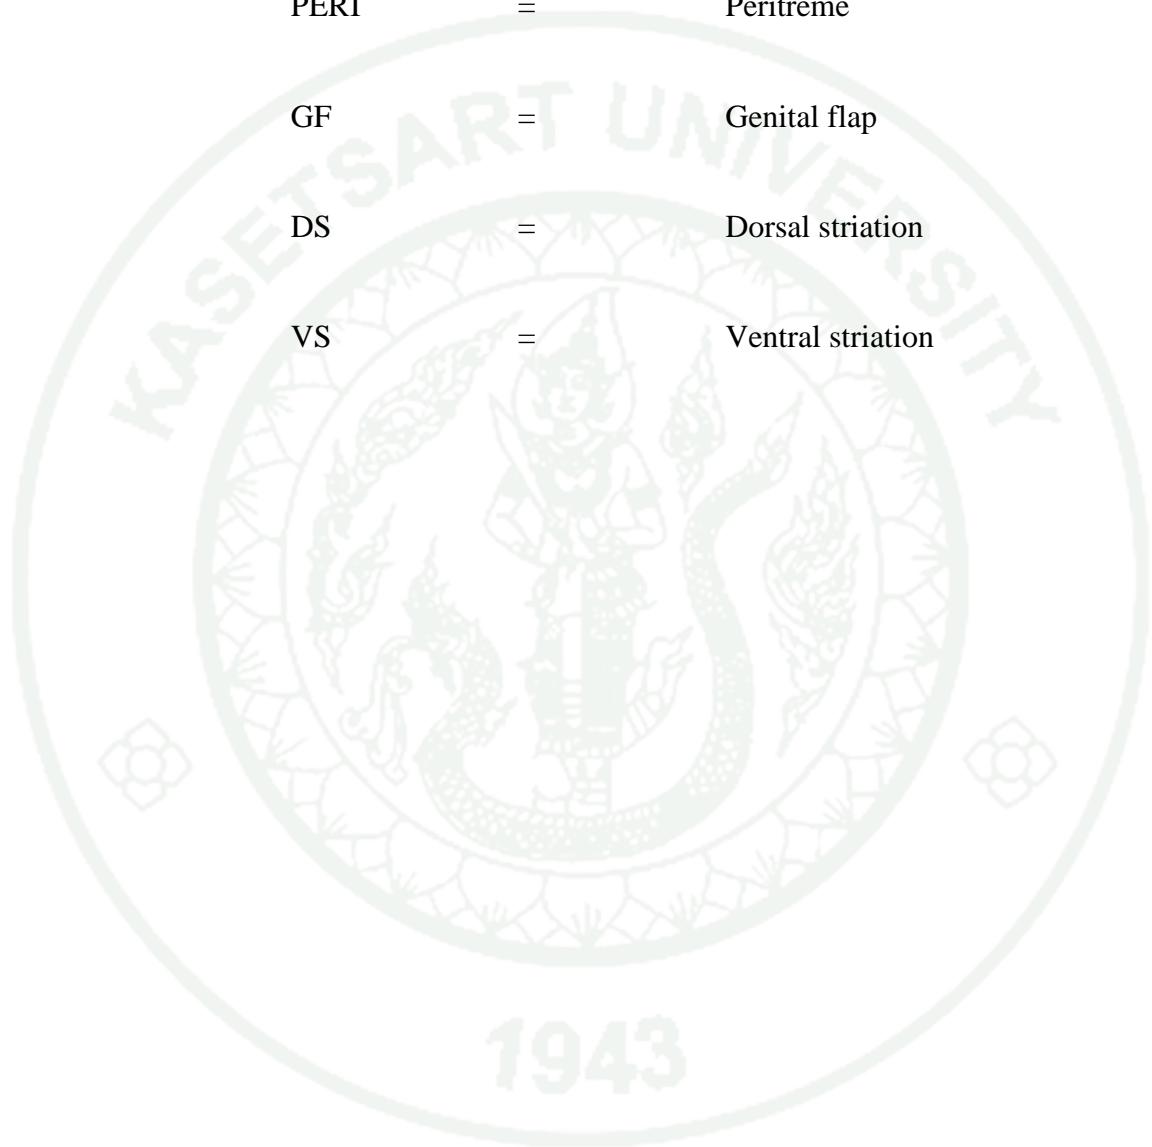 PERI = Peritreme
GF = Genital flap
DS = Dorsal striation
VS = Ventral striation
KASETSART UNIVERSITY
1943